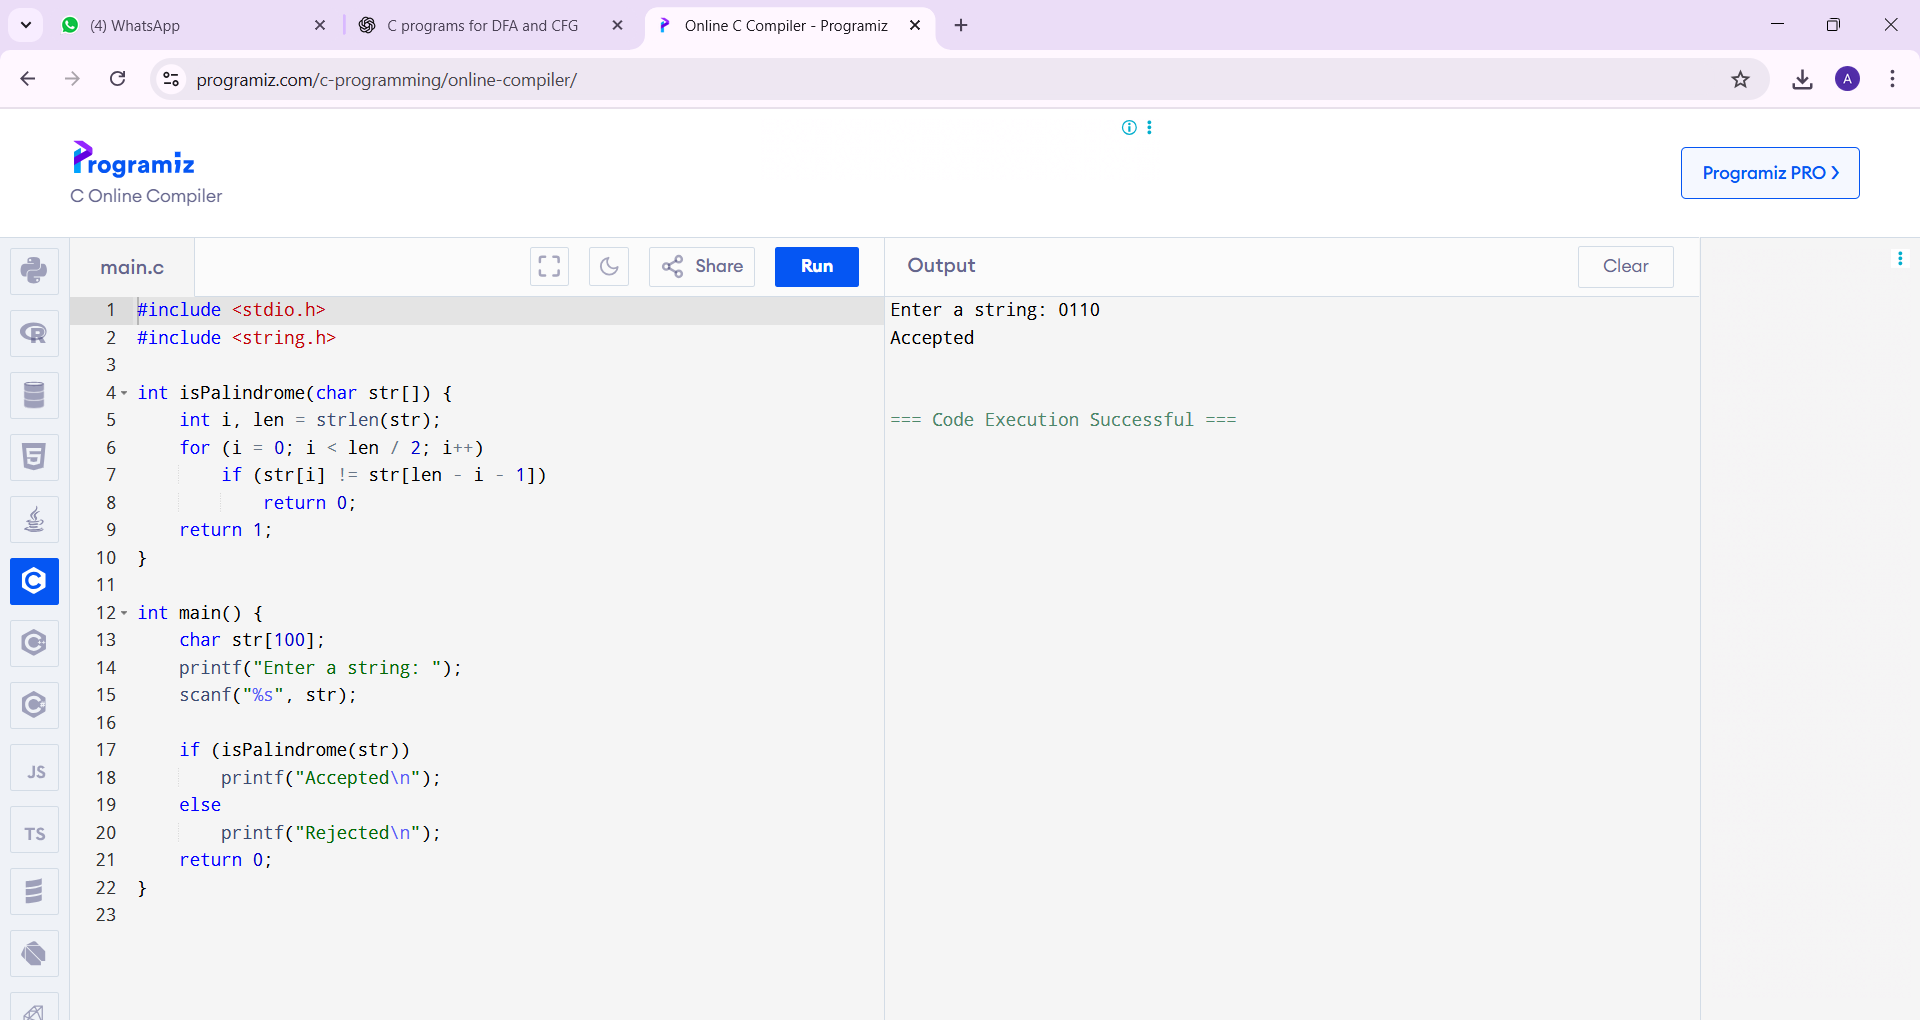 (4) WhatsApp
C programs for DFA and CFG
Online C Compiler - Programiz
programiz.com/c-programming/online-compiler/
A
Programiz
C Online Compiler
Programiz PRO >
main.c
Share
Run
Output
Clear
1 #include <stdio.h>
2 #include <string.h>
3
4 int isPalindrome(char str[]) {
5     int i, len = strlen(str);
6     for (i = 0; i < len / 2; i++)
7         if (str[i] != str[len - i - 1])
8             return 0;
9     return 1;
10 }
11
12 int main() {
13     char str[100];
14     printf("Enter a string: ");
15     scanf("%s", str);
16
17     if (isPalindrome(str))
18         printf("Accepted\n");
19     else
20         printf("Rejected\n");
21     return 0;
22 }
23
Enter a string: 0110
Accepted
=== Code Execution Successful ===
R
5
C
C
C
JS
TS